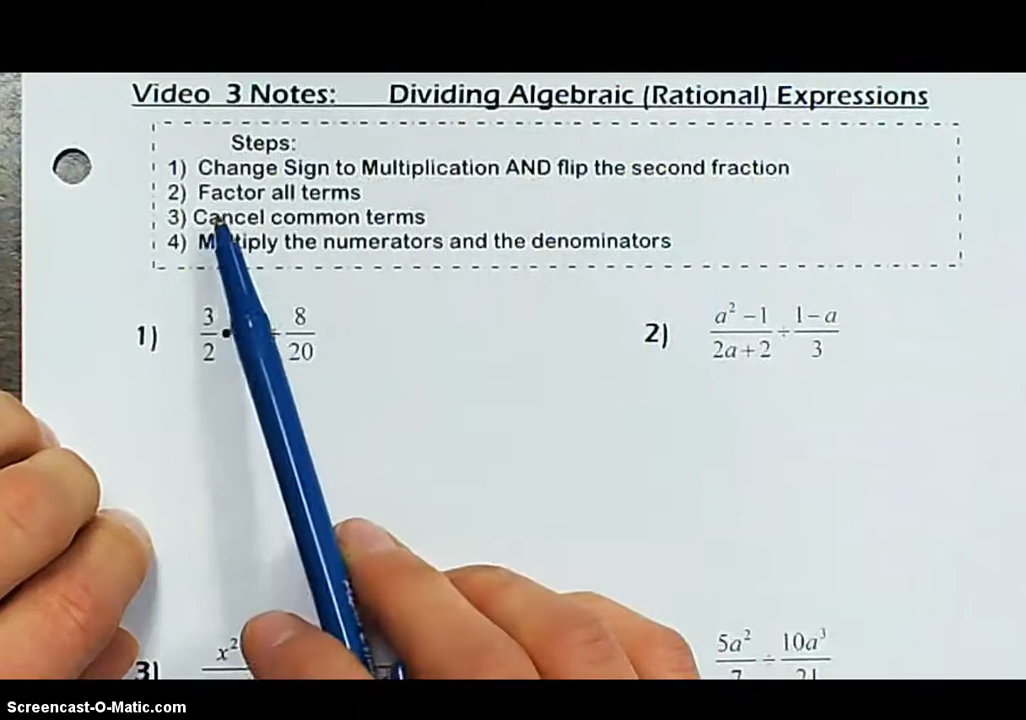 Video 3 Notes: Dividing Algebraic (Rational) Expressions
Steps:
1) Change Sign to Multiplication AND flip the second fraction
2) Factor all terms
3) Cancel common terms
4) Multiply the numerators and the denominators
1) 3/2 • ÷ 8/20
2) (a² − 1)/(2a + 2) ÷ (1 − a)/3
3) x²
5a²/7 ÷ 10a³/21
Screencast-O-Matic.com